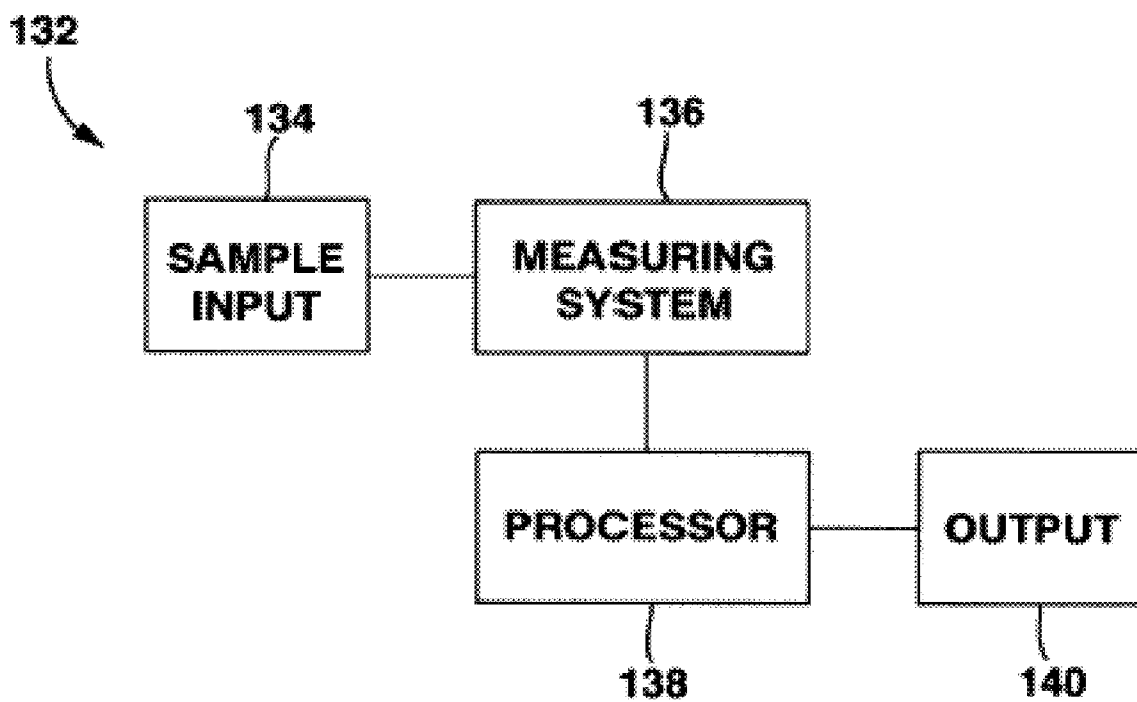 132
134
136
SAMPLE
INPUT
MEASURING
SYSTEM
PROCESSOR
OUTPUT
138
140